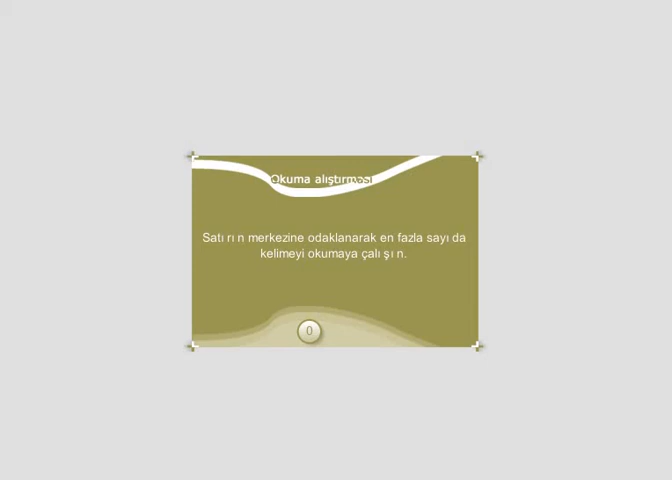 Okuma alıştırması
Satı rı n merkezine odaklanarak en fazla sayı da
kelimeyi okumaya çalı şı n.
0